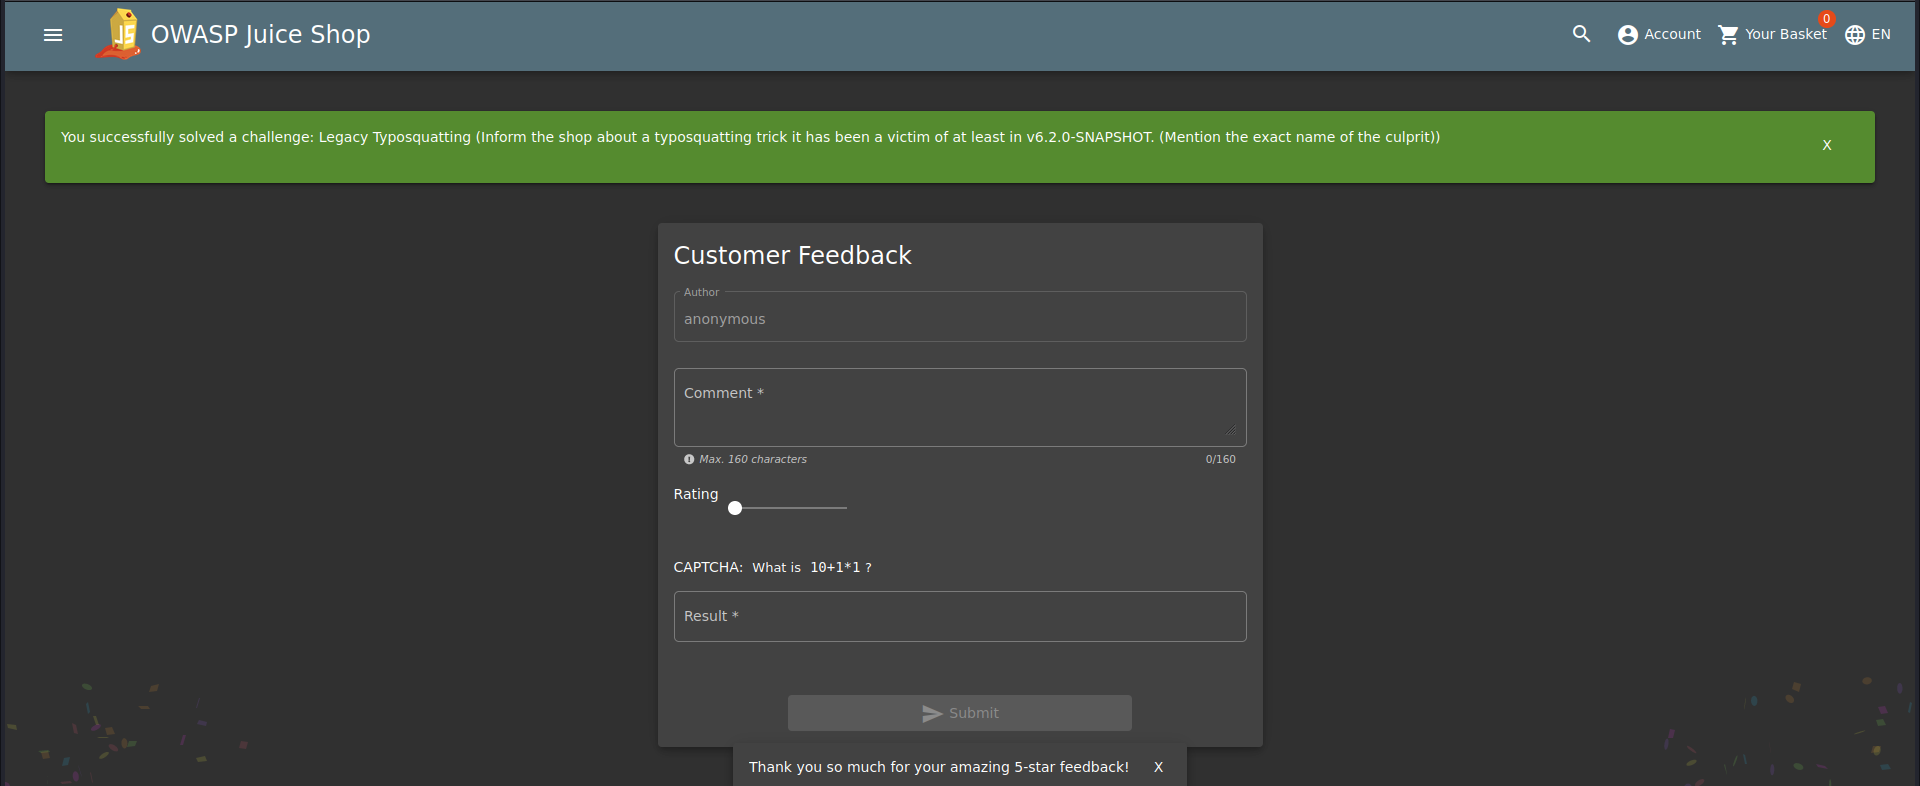 OWASP Juice Shop
Account
Your Basket
0
EN
You successfully solved a challenge: Legacy Typosquatting (Inform the shop about a typosquatting trick it has been a victim of at least in v6.2.0-SNAPSHOT. (Mention the exact name of the culprit))
X
Customer Feedback
Author
anonymous
Comment *
Max. 160 characters
0/160
Rating
CAPTCHA: What is 10+1*1 ?
Result *
Submit
Thank you so much for your amazing 5-star feedback!
X